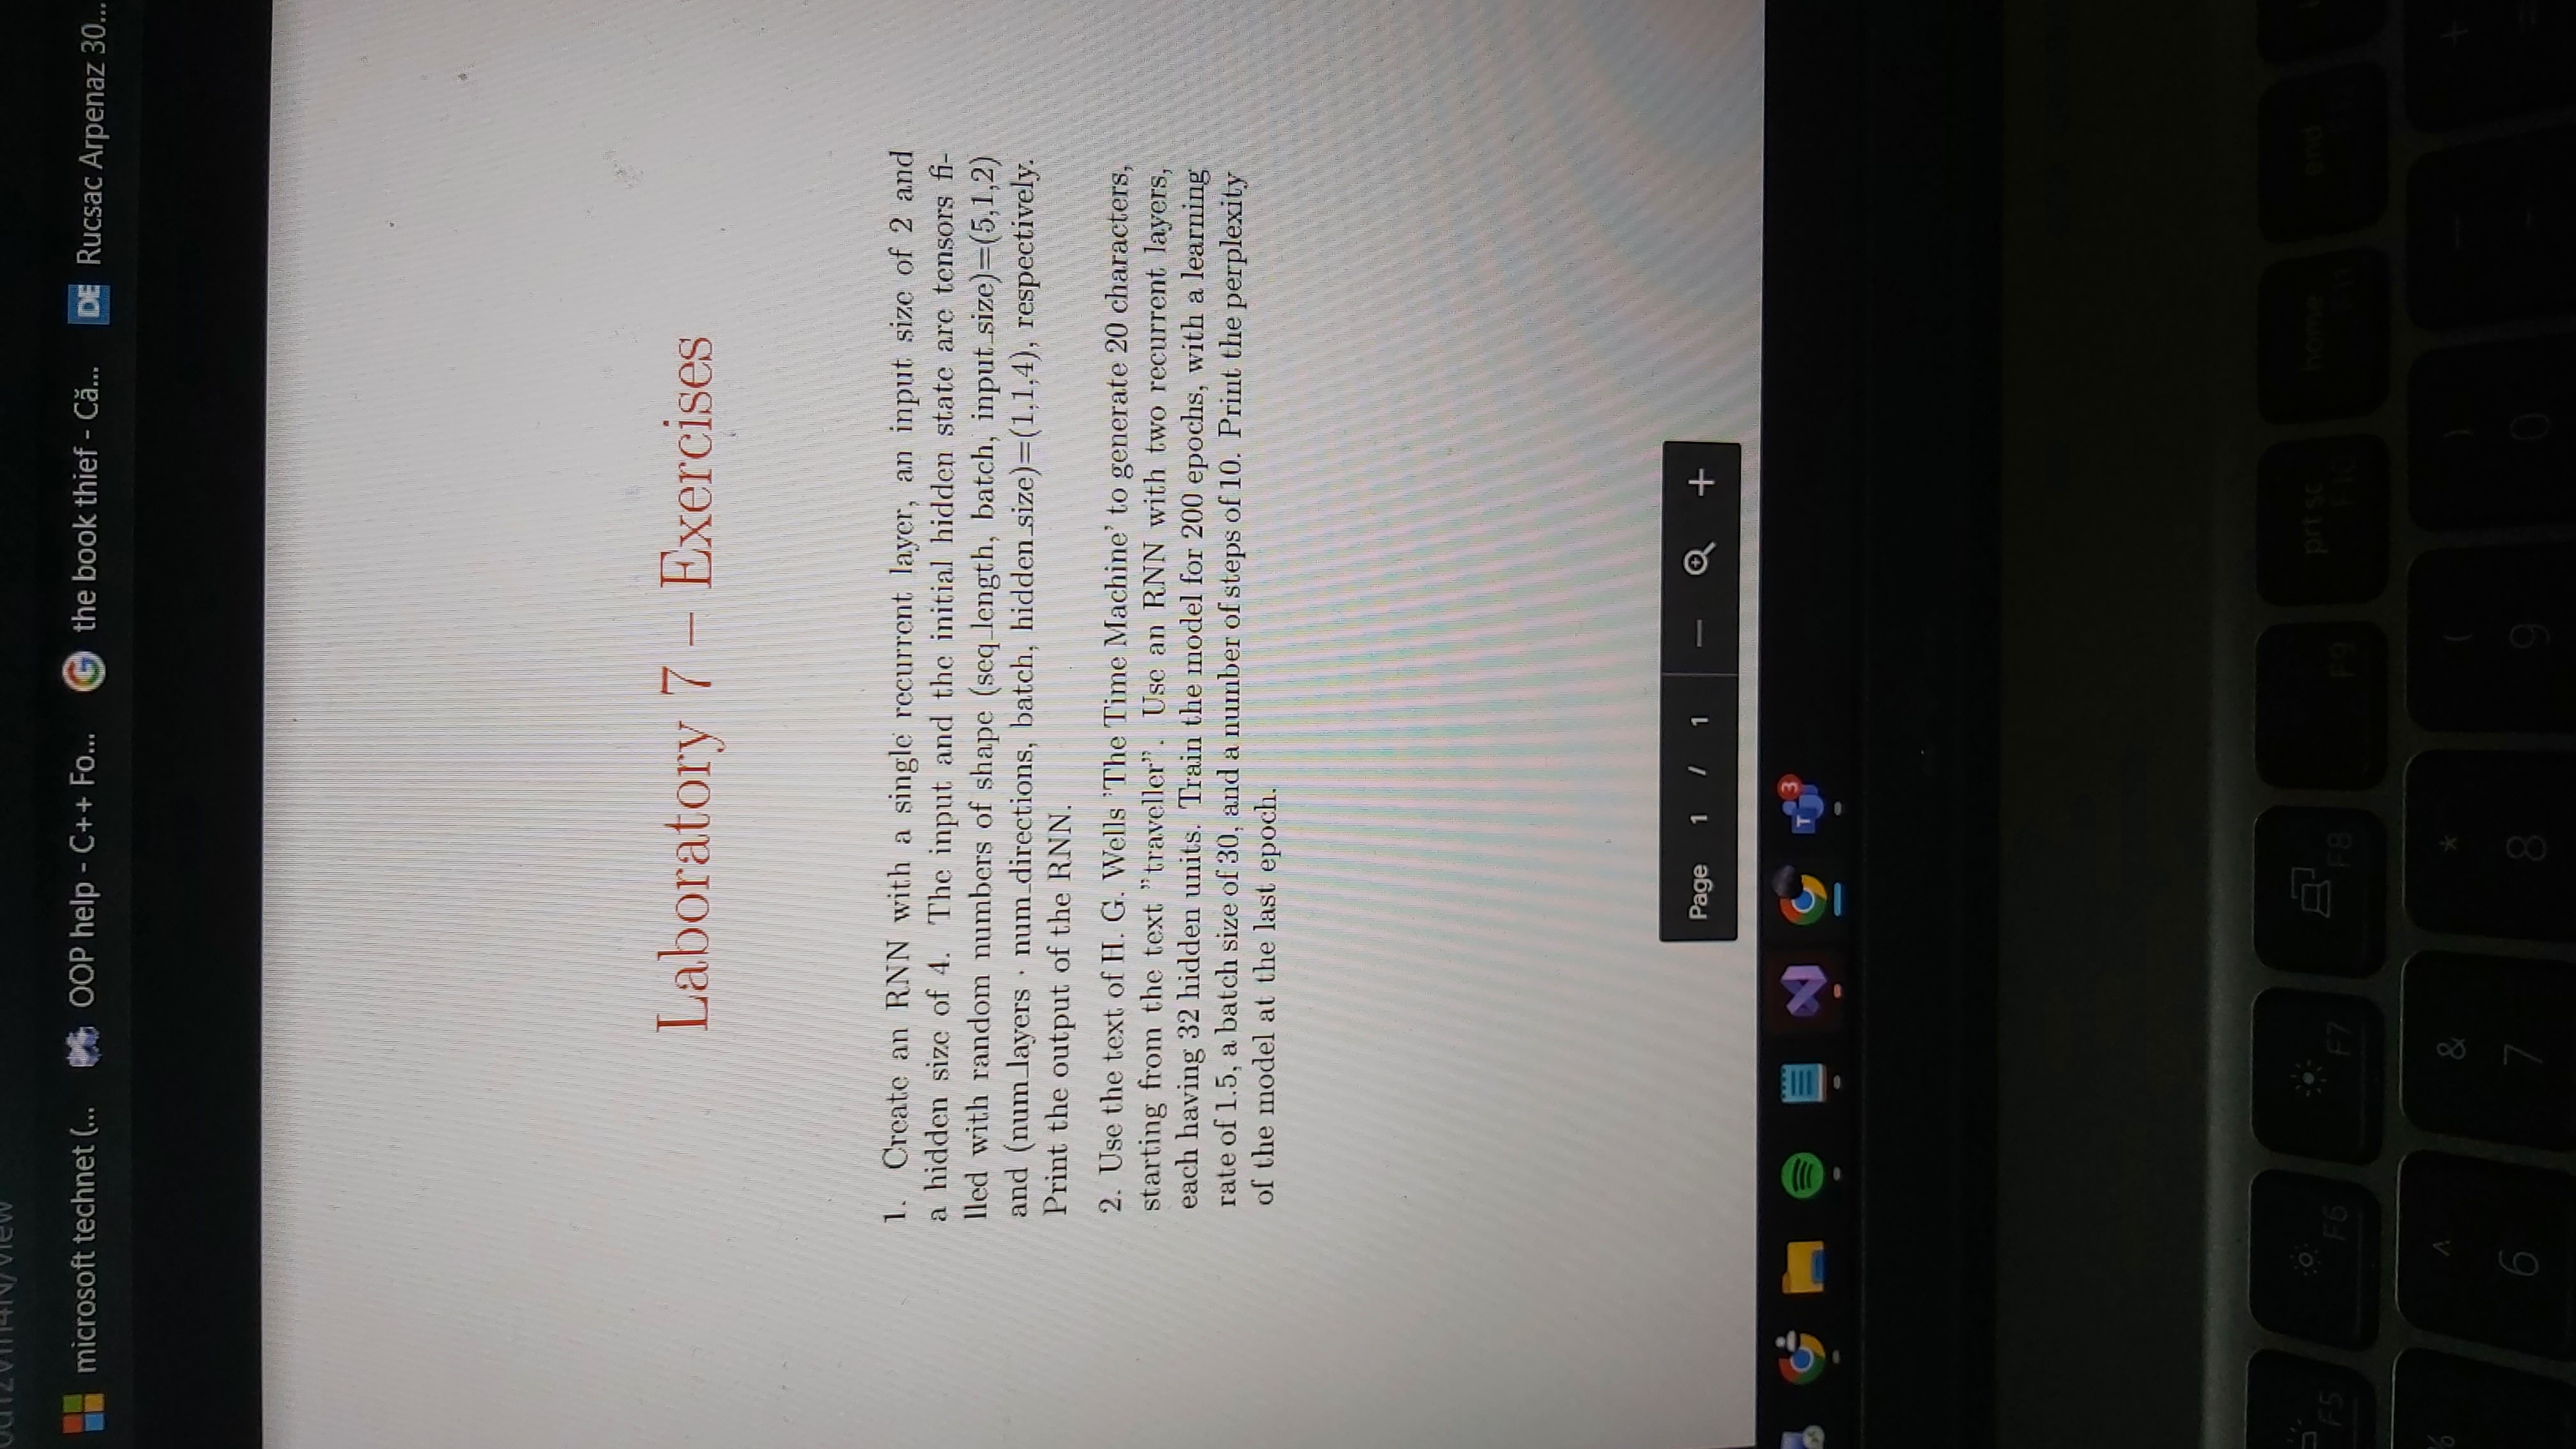 microsoft technet (... OOP help - C++ Fo... the book thief - Că... DE Rucsac Arpenaz 30...
Laboratory 7 – Exercises
1. Create an RNN with a single recurrent layer, an input size of 2 and
a hidden size of 4. The input and the initial hidden state are tensors fi-
lled with random numbers of shape (seq_length, batch, input_size)=(5,1,2)
and (num_layers · num_directions, batch, hidden_size)=(1,1,4), respectively.
Print the output of the RNN.
2. Use the text of H. G. Wells 'The Time Machine' to generate 20 characters,
starting from the text ”traveller”. Use an RNN with two recurrent layers,
each having 32 hidden units. Train the model for 200 epochs, with a learning
rate of 1.5, a batch size of 30, and a number of steps of 10. Print the perplexity
of the model at the last epoch.
Page 1 / 1 — +
T 3
F5 F6 F7 F8 F9 prt sc F10 home end
% ^ & * ( ) — +
6 7 8 9 0 - =